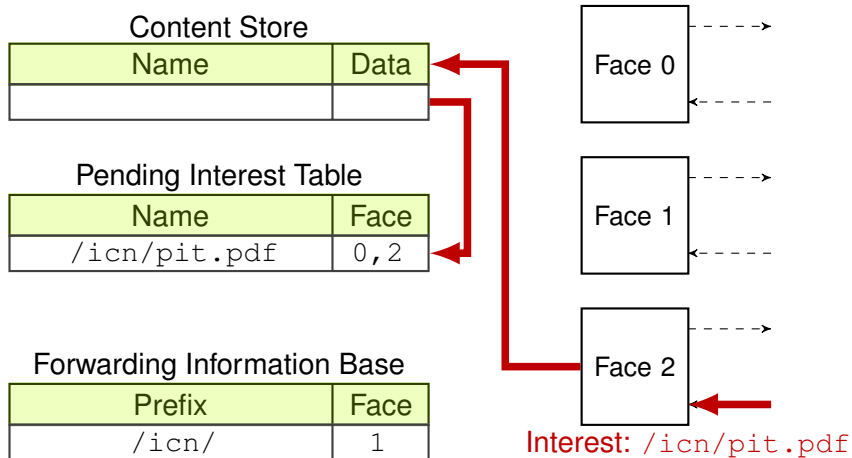 Content Store
Name Data
Pending Interest Table
Name Face
/icn/pit.pdf 0,2
Forwarding Information Base
Prefix Face
/icn/ 1
Face 0
Face 1
Face 2
Interest: /icn/pit.pdf